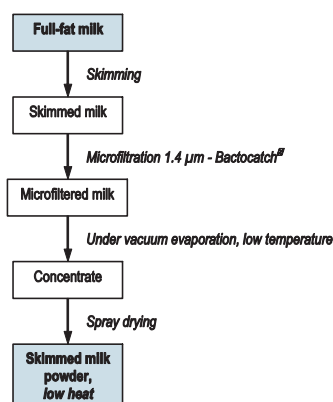 Full-fat milk
Skimming
Skimmed milk
Microfiltration 1.4 µm - Bactocatch
Microfiltered milk
Under vacuum evaporation, low temperature
Concentrate
Spray drying
Skimmed milk
powder,
low heat